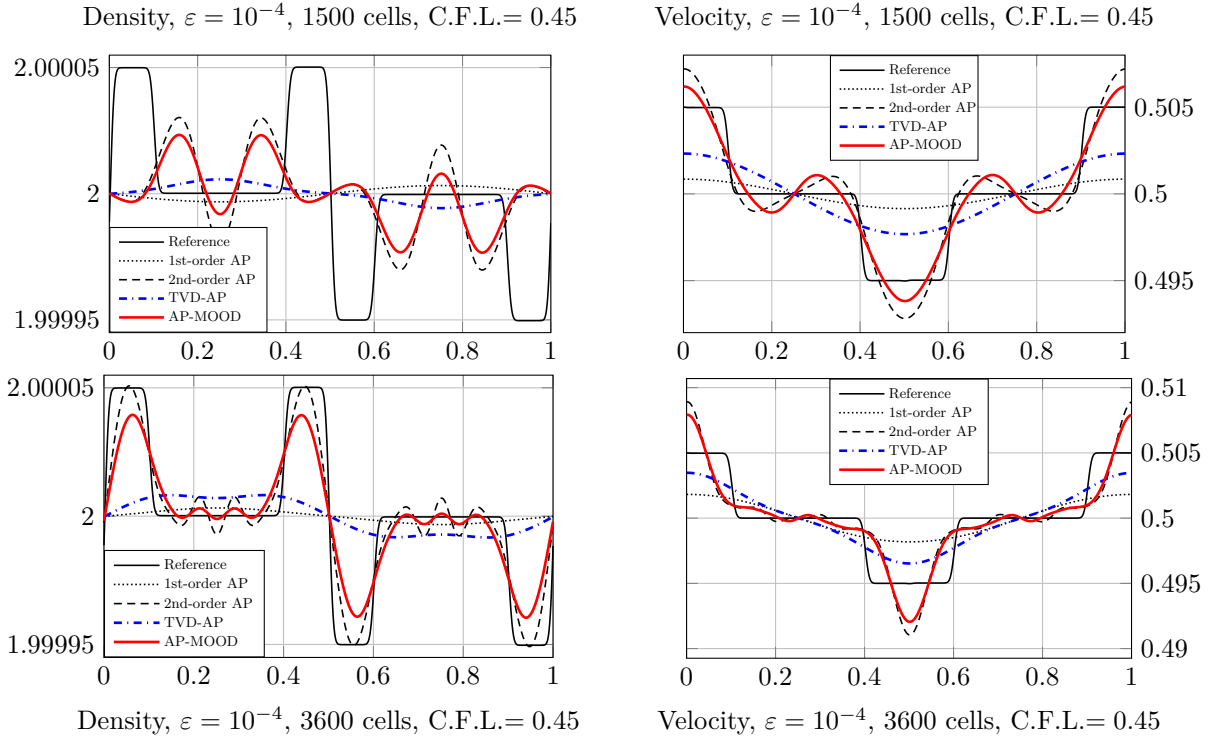 Density, ε = 10⁻⁴, 1500 cells, C.F.L.= 0.45
2.00005
2
1.99995
0 0.2 0.4 0.6 0.8 1
Reference
1st-order AP
2nd-order AP
TVD-AP
AP-MOOD
Velocity, ε = 10⁻⁴, 1500 cells, C.F.L.= 0.45
Reference
1st-order AP
2nd-order AP
TVD-AP
AP-MOOD
0.505
0.5
0.495
0 0.2 0.4 0.6 0.8 1
2.00005
2
1.99995
Reference
1st-order AP
2nd-order AP
TVD-AP
AP-MOOD
0 0.2 0.4 0.6 0.8 1
Density, ε = 10⁻⁴, 3600 cells, C.F.L.= 0.45
Reference
1st-order AP
2nd-order AP
TVD-AP
AP-MOOD
0.51
0.505
0.5
0.495
0.49
0 0.2 0.4 0.6 0.8 1
Velocity, ε = 10⁻⁴, 3600 cells, C.F.L.= 0.45